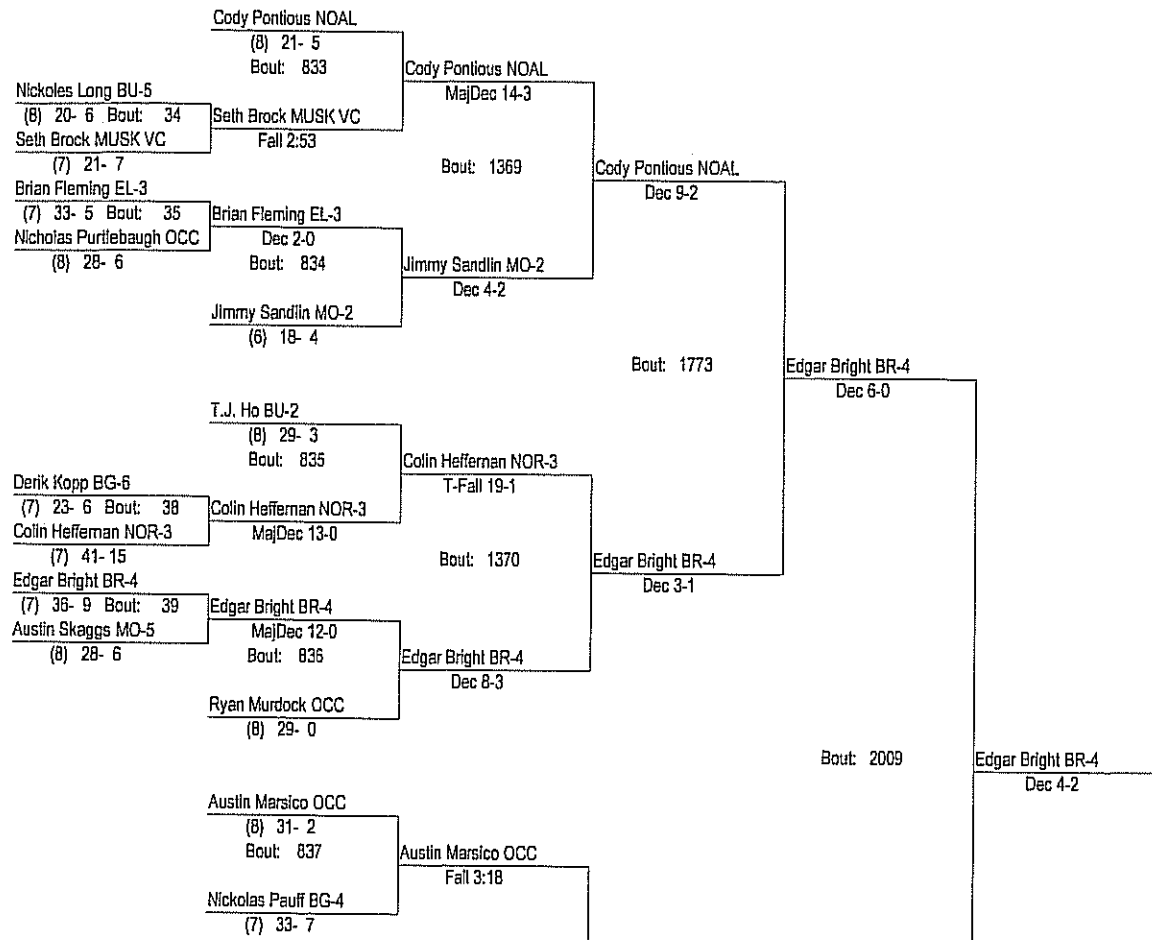 Cody Pontious NOAL
(8) 21- 5
Bout: 833
Cody Pontious NOAL
MajDec 14-3
Nickoles Long BU-5
(8) 20- 6 Bout: 34
Seth Brock MUSK VC
Fall 2:53
Seth Brock MUSK VC
(7) 21- 7
Bout: 1369
Cody Pontious NOAL
Dec 9-2
Brian Fleming EL-3
(7) 33- 5 Bout: 35
Brian Fleming EL-3
Dec 2-0
Nicholas Purtlebaugh OCC
(8) 28- 6
Bout: 834
Jimmy Sandlin MO-2
Dec 4-2
Jimmy Sandlin MO-2
(6) 18- 4
Bout: 1773
Edgar Bright BR-4
Dec 6-0
T.J. Ho BU-2
(8) 29- 3
Bout: 835
Colin Heffernan NOR-3
T-Fall 19-1
Derik Kopp BG-6
(7) 23- 6 Bout: 38
Colin Heffernan NOR-3
MajDec 13-0
Colin Heffernan NOR-3
(7) 41- 15
Bout: 1370
Edgar Bright BR-4
Dec 3-1
Edgar Bright BR-4
(7) 36- 9 Bout: 39
Edgar Bright BR-4
MajDec 12-0
Austin Skaggs MO-5
(8) 28- 6
Bout: 836
Edgar Bright BR-4
Dec 8-3
Ryan Murdock OCC
(8) 29- 0
Bout: 2009
Edgar Bright BR-4
Dec 4-2
Austin Marsico OCC
(8) 31- 2
Bout: 837
Austin Marsico OCC
Fall 3:18
Nickolas Pauff BG-4
(7) 33- 7